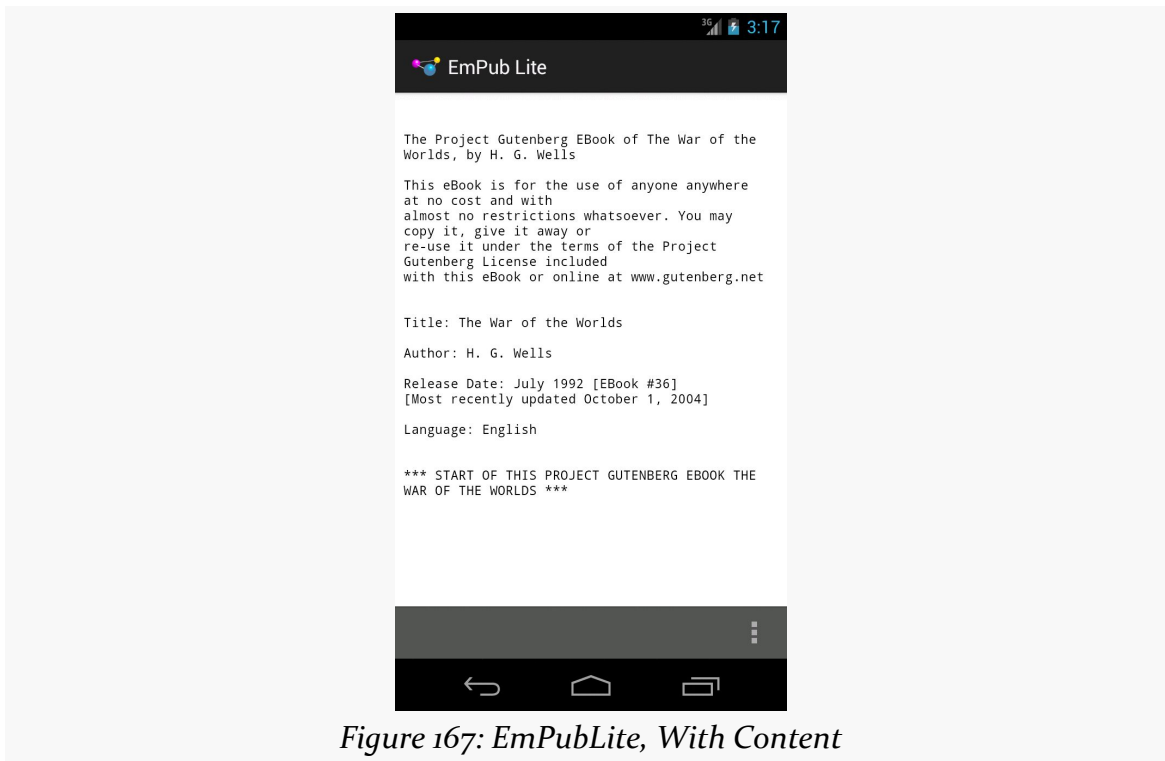 3G 3:17
EmPub Lite
The Project Gutenberg EBook of The War of the
Worlds, by H. G. Wells
This eBook is for the use of anyone anywhere
at no cost and with
almost no restrictions whatsoever. You may
copy it, give it away or
re-use it under the terms of the Project
Gutenberg License included
with this eBook or online at www.gutenberg.net
Title: The War of the Worlds
Author: H. G. Wells
Release Date: July 1992 [EBook #36]
[Most recently updated October 1, 2004]
Language: English
*** START OF THIS PROJECT GUTENBERG EBOOK THE
WAR OF THE WORLDS ***
Figure 167: EmPubLite, With Content